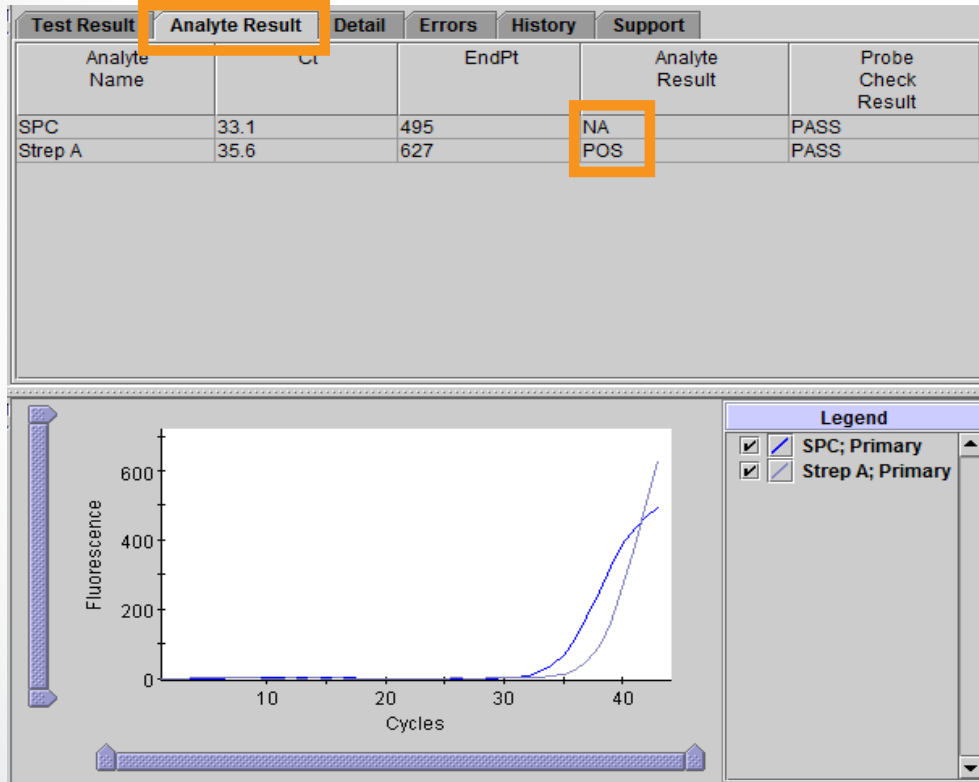 Test Result Analyte Result Detail Errors History Support
Analyte Name Ct EndPt Analyte Result Probe Check Result
SPC 33.1 495 NA PASS
Strep A 35.6 627 POS PASS
Legend
SPC; Primary
Strep A; Primary
Fluorescence
600
400
200
0
10 20 30 40
Cycles